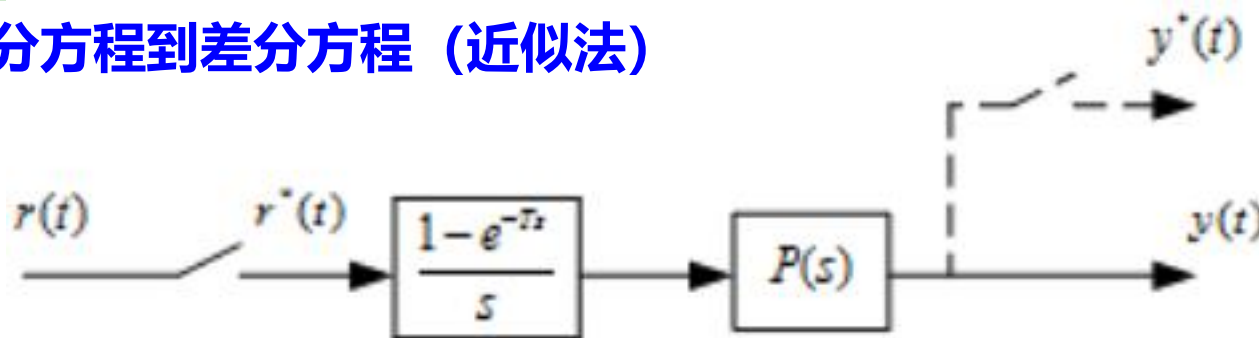 分方程到差分方程（近似法）
y*(t)
r(t)
r*(t)
1-e^{-Ts}
s
P(s)
y(t)